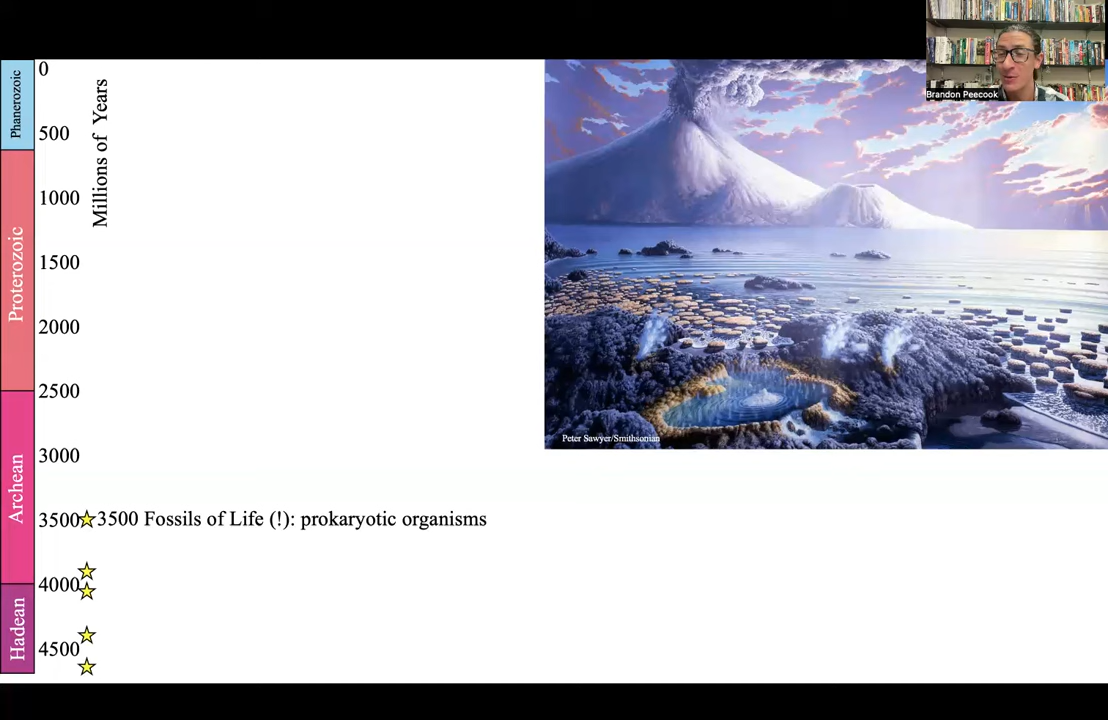 Phanerozoic
Proterozoic
Archean
Hadean
0
500
1000
1500
2000
2500
3000
3500
4000
4500
Millions of Years
3500 Fossils of Life (!): prokaryotic organisms
Peter Sawyer/Smithsonian
Brandon Peecook